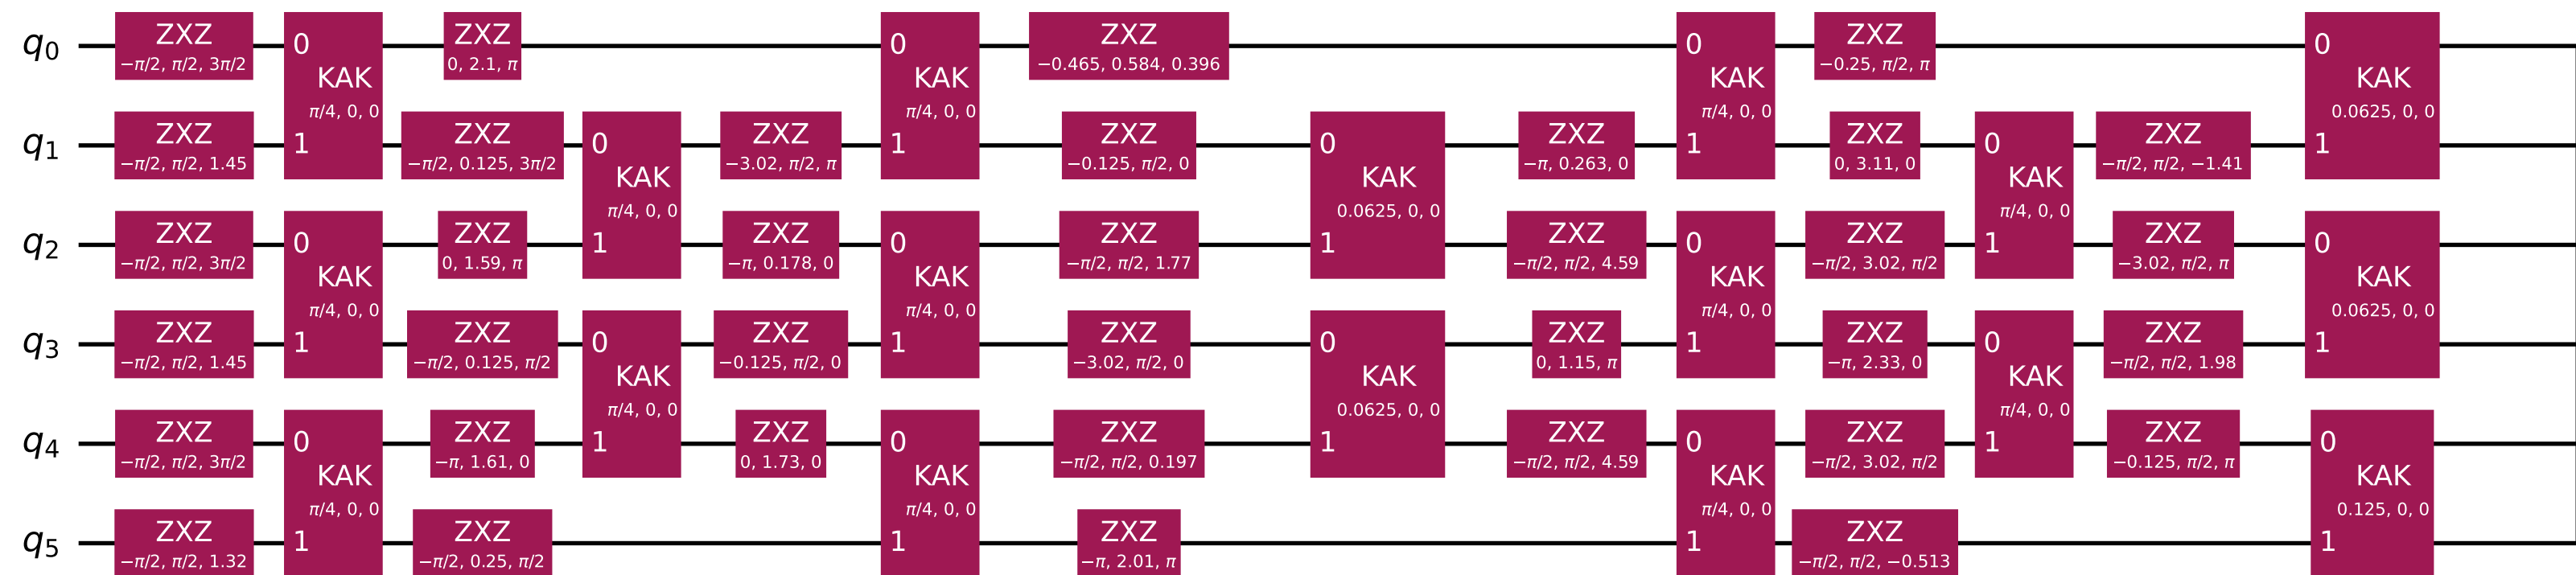 q0 ZXZ 0 ZXZ 0 ZXZ 0 ZXZ 0
−π/2, π/2, 3π/2 KAK 0, 2.1, π KAK −0.465, 0.584, 0.396 KAK −0.25, π/2, π KAK
π/4, 0, 0 π/4, 0, 0 π/4, 0, 0 0.0625, 0, 0
q1 ZXZ 1 ZXZ 0 ZXZ 1 ZXZ 0 ZXZ 1 ZXZ 0 ZXZ 1
−π/2, π/2, 1.45 −π/2, 0.125, 3π/2 KAK −3.02, π/2, π −0.125, π/2, 0 KAK −π, 0.263, 0 0, 3.11, 0 KAK −π/2, π/2, −1.41
π/4, 0, 0 0.0625, 0, 0 π/4, 0, 0
q2 ZXZ 0 ZXZ 1 ZXZ 0 ZXZ 1 ZXZ 0 ZXZ 1 ZXZ 0
−π/2, π/2, 3π/2 KAK 0, 1.59, π −π, 0.178, 0 KAK −π/2, π/2, 1.77 −π/2, π/2, 4.59 KAK −π/2, 3.02, π/2 −3.02, π/2, π KAK
π/4, 0, 0 π/4, 0, 0 π/4, 0, 0 0.0625, 0, 0
q3 ZXZ 1 ZXZ 0 ZXZ 1 ZXZ 0 ZXZ 1 ZXZ 0 ZXZ 1
−π/2, π/2, 1.45 −π/2, 0.125, π/2 KAK −0.125, π/2, 0 −3.02, π/2, 0 KAK 0, 1.15, π −π, 2.33, 0 KAK −π/2, π/2, 1.98
π/4, 0, 0 0.0625, 0, 0 π/4, 0, 0
q4 ZXZ 0 ZXZ 1 ZXZ 0 ZXZ 1 ZXZ 0 ZXZ 1 ZXZ 0
−π/2, π/2, 3π/2 KAK −π, 1.61, 0 0, 1.73, 0 KAK −π/2, π/2, 0.197 −π/2, π/2, 4.59 KAK −π/2, 3.02, π/2 −0.125, π/2, π KAK
π/4, 0, 0 π/4, 0, 0 π/4, 0, 0 0.125, 0, 0
q5 ZXZ 1 ZXZ 1 ZXZ 1 ZXZ 1
−π/2, π/2, 1.32 −π/2, 0.25, π/2 −π, 2.01, π −π/2, π/2, −0.513